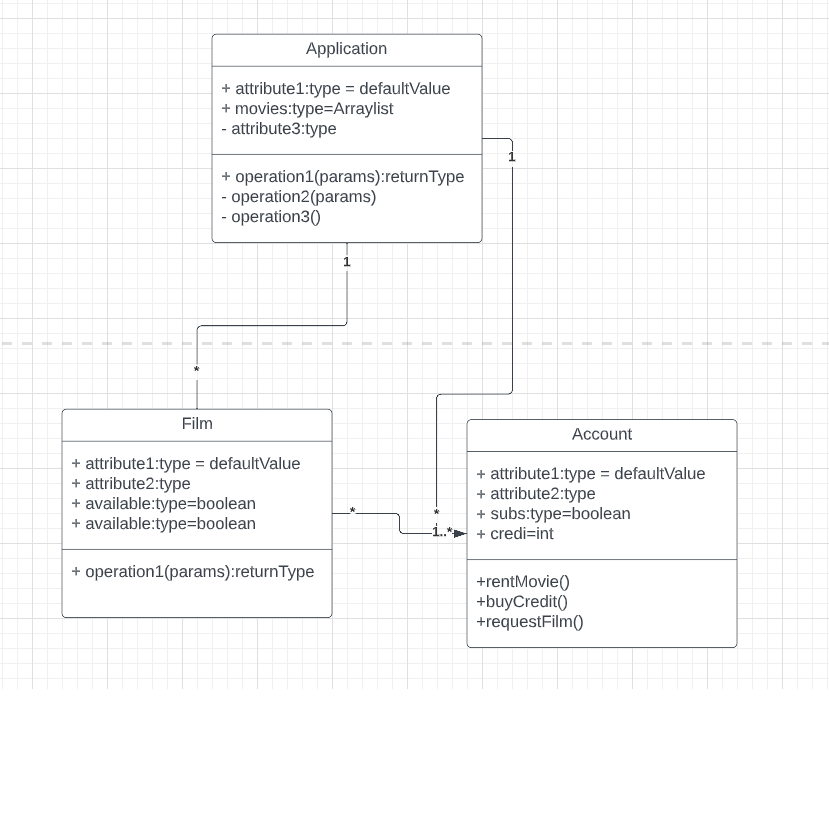 Application
+ attribute1:type = defaultValue
+ movies:type=Arraylist
- attribute3:type
+ operation1(params):returnType
- operation2(params)
- operation3()
1
1
*
Film
+ attribute1:type = defaultValue
+ attribute2:type
+ available:type=boolean
+ available:type=boolean
+ operation1(params):returnType
*
*
1..*
Account
+ attribute1:type = defaultValue
+ attribute2:type
+ subs:type=boolean
+ credi=int
+rentMovie()
+buyCredit()
+requestFilm()